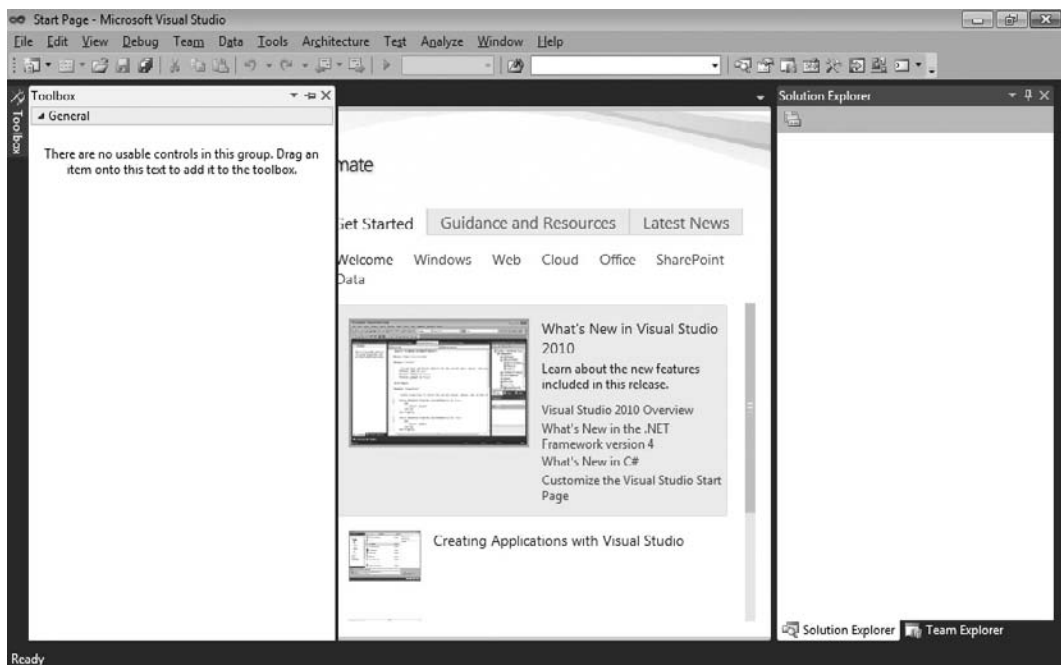 Start Page - Microsoft Visual Studio
File Edit View Debug Team Data Tools Architecture Test Analyze Window Help
Toolbox
Toolbox
General
There are no usable controls in this group. Drag an
item onto this text to add it to the toolbox.
mate
Get Started Guidance and Resources Latest News
Welcome Windows Web Cloud Office SharePoint
Data
What's New in Visual Studio
2010
Learn about the new features
included in this release.
Visual Studio 2010 Overview
What's New in the .NET
Framework version 4
What's New in C#
Customize the Visual Studio Start
Page
Creating Applications with Visual Studio
Solution Explorer
Solution Explorer Team Explorer
Ready